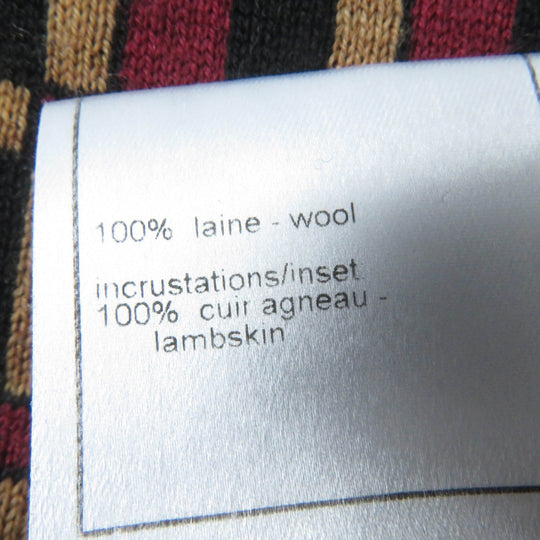 100% laine - wool
incrustations/inset
100% cuir agneau -
lambskin